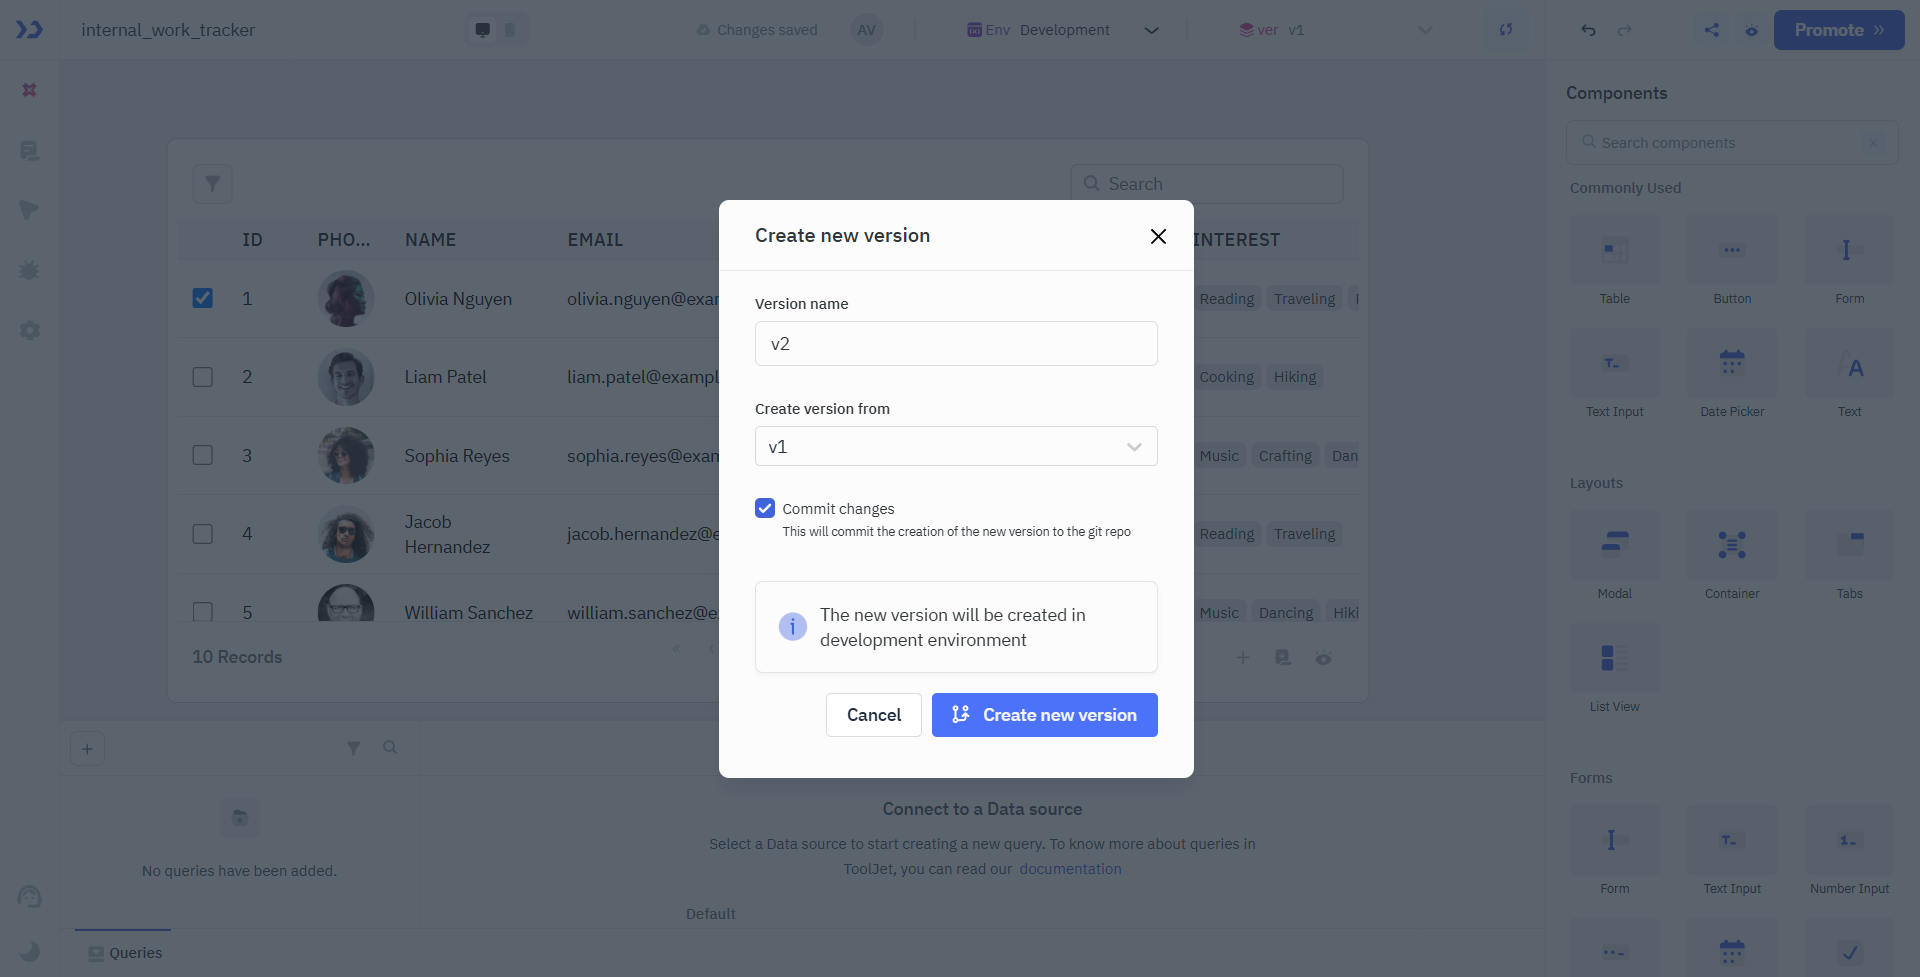 internal_work_tracker
Changes saved
AV
Env Development
ver v1
Promote
Components
Search components
Commonly Used
Table
Button
Form
Text Input
Date Picker
Text
Layouts
Modal
Container
Tabs
List View
Forms
Form
Text Input
Number Input
Search
ID PHO... NAME EMAIL INTEREST
1 Olivia Nguyen olivia.nguyen@exar Reading Traveling
2 Liam Patel liam.patel@exampl Cooking Hiking
3 Sophia Reyes sophia.reyes@exan Music Crafting Dan
4 Jacob Hernandez jacob.hernandez@e Reading Traveling
5 William Sanchez william.sanchez@e Music Dancing Hiki
10 Records
Create new version
Version name
v2
Create version from
v1
Commit changes
This will commit the creation of the new version to the git repo
The new version will be created in
development environment
Cancel
Create new version
No queries have been added.
Connect to a Data source
Select a Data source to start creating a new query. To know more about queries in
ToolJet, you can read our documentation
Default
Queries